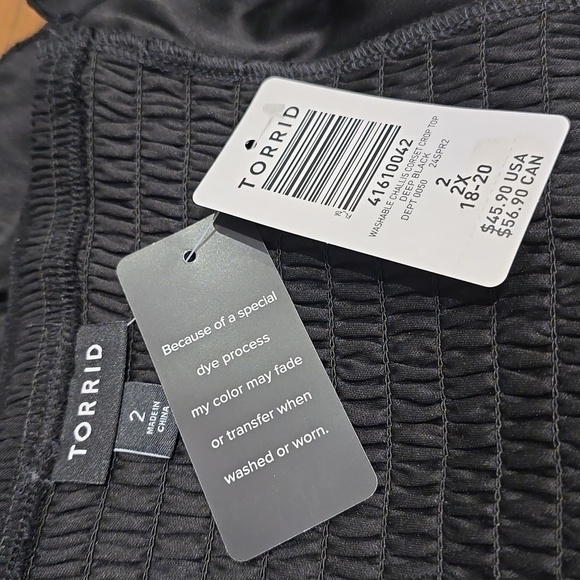 TORRID
41610042
WASHABLE CHALLIS CORSET CROP TOP
DEEP BLACK
DEPT 0050 24SPR2
2
2X
18-20
$45.90 USA
$56.90 CAN
Because of a special
dye process
my color may fade
or transfer when
washed or worn.
TORRID
2
MADE IN
CHINA